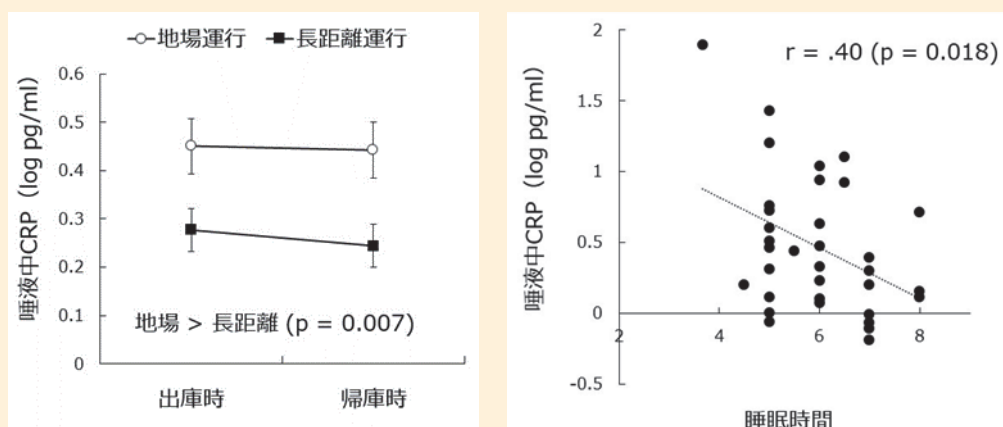 地場運行 長距離運行
唾液中CRP（log pg/ml）
0.6
0.5
0.4
0.3
0.2
0.1
0
地場 > 長距離 (p = 0.007)
出庫時 帰庫時
r = .40 (p = 0.018)
唾液中CRP（log pg/ml）
2
1.5
1
0.5
0
-0.5
2 4 6 8
睡眠時間